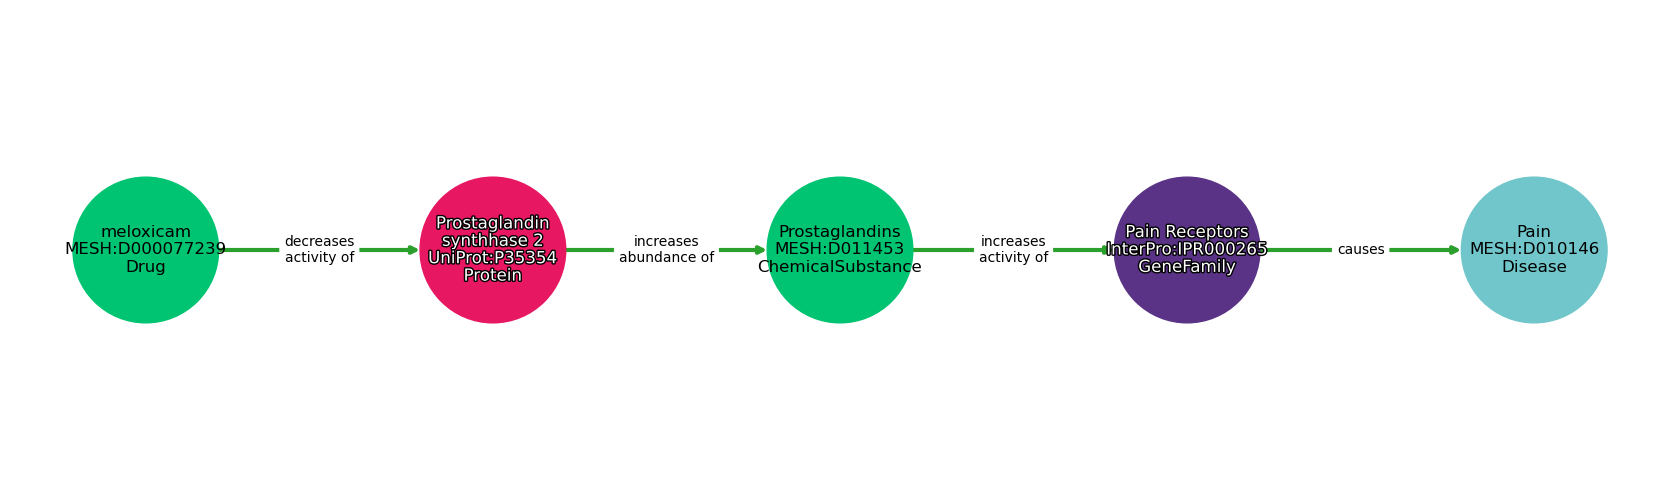 meloxicam
MESH:D000077239
Drug
decreases
activity of
Prostaglandin
synthhase 2
UniProt:P35354
Protein
increases
abundance of
Prostaglandins
MESH:D011453
ChemicalSubstance
increases
activity of
Pain Receptors
InterPro:IPR000265
GeneFamily
causes
Pain
MESH:D010146
Disease